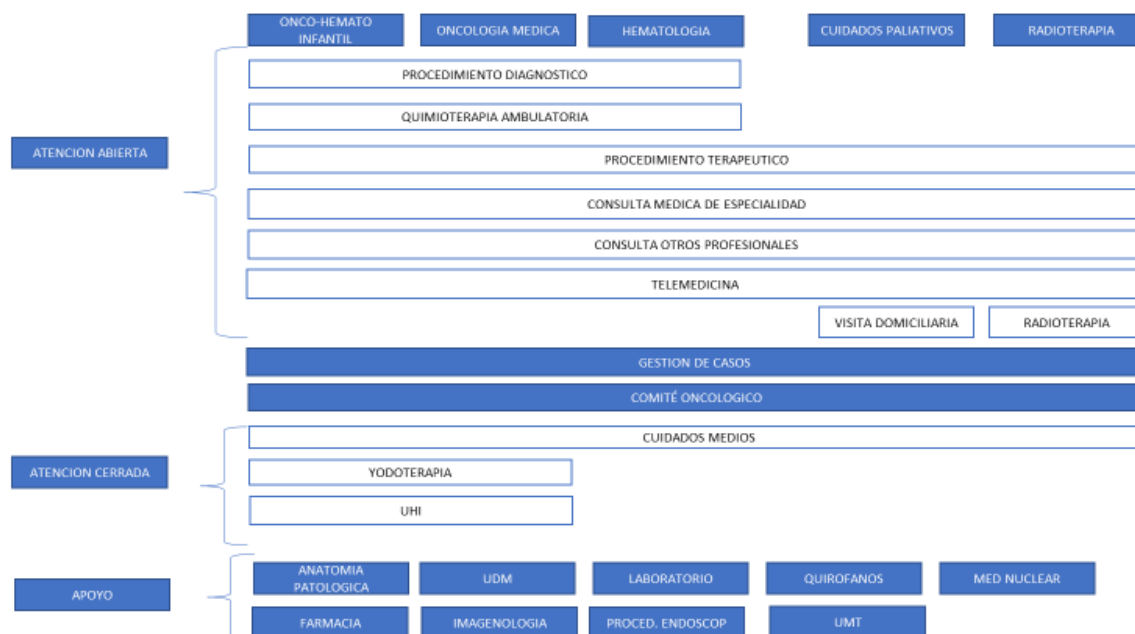 ONCO-HEMATO
INFANTIL
ONCOLOGIA MEDICA
HEMATOLOGIA
CUIDADOS PALIATIVOS
RADIOTERAPIA
PROCEDIMIENTO DIAGNOSTICO
QUIMIOTERAPIA AMBULATORIA
ATENCION ABIERTA
PROCEDIMIENTO TERAPEUTICO
CONSULTA MEDICA DE ESPECIALIDAD
CONSULTA OTROS PROFESIONALES
TELEMEDICINA
VISITA DOMICILIARIA
RADIOTERAPIA
GESTION DE CASOS
COMITÉ ONCOLOGICO
CUIDADOS MEDIOS
ATENCION CERRADA
YODOTERAPIA
UHI
ANATOMIA
PATOLOGICA
UDM
LABORATORIO
QUIROFANOS
MED NUCLEAR
APOYO
FARMACIA
IMAGENOLOGIA
PROCED. ENDOSCOP
UMT